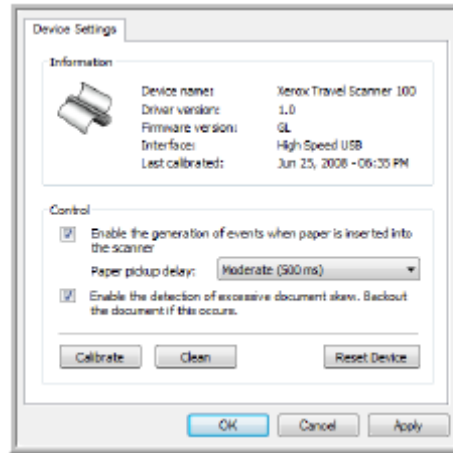 Device Settings
Information
Device name: Xerox Travel Scanner 100
Driver version: 1.0
Firmware version: GL
Interface: High Speed USB
Last calibrated: Jun 25, 2008 - 06:35 PM
Control
Enable the generation of events when paper is inserted into
the scanner
Paper pickup delay: Moderate (500 ms)
Enable the detection of excessive document skew. Backout
the document if this occurs.
Calibrate Clean Reset Device
OK Cancel Apply